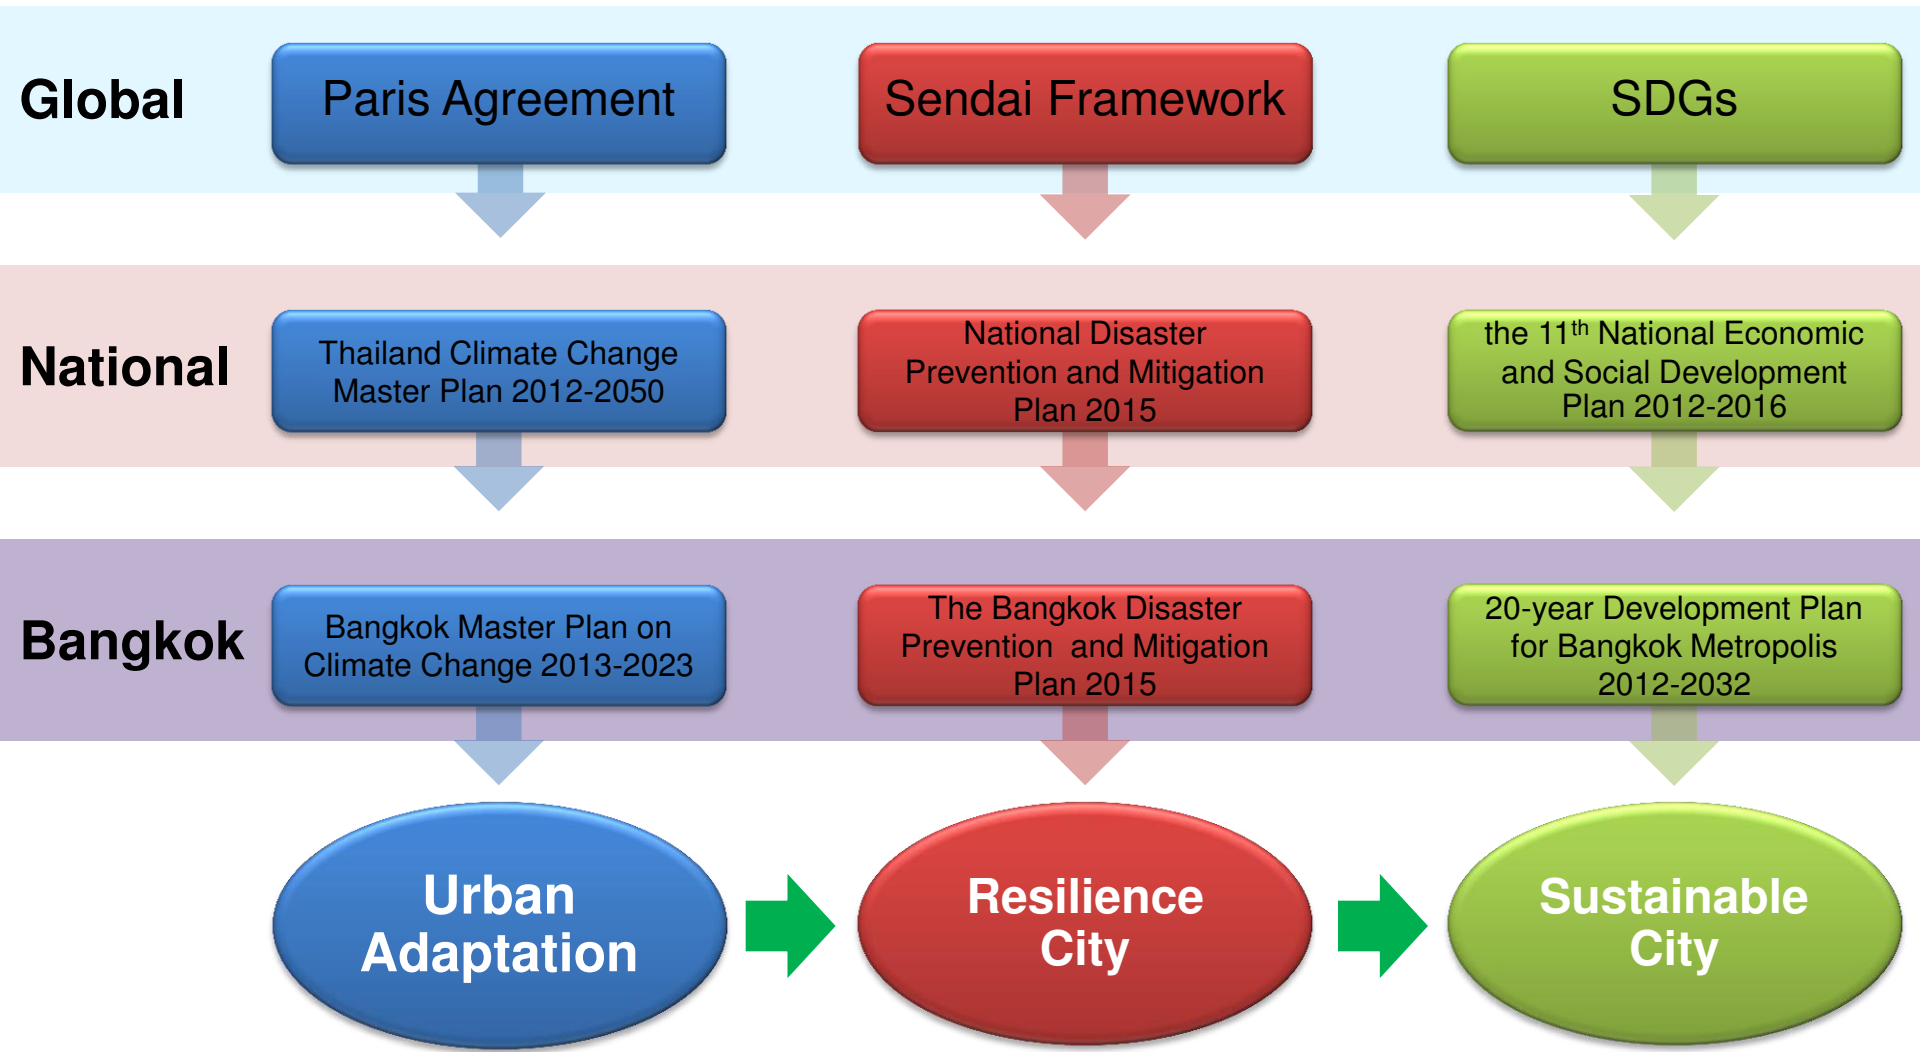 Global
Paris Agreement
Sendai Framework
SDGs
National
Thailand Climate Change
Master Plan 2012-2050
National Disaster
Prevention and Mitigation
Plan 2015
the 11th National Economic
and Social Development
Plan 2012-2016
Bangkok
Bangkok Master Plan on
Climate Change 2013-2023
The Bangkok Disaster
Prevention  and Mitigation
Plan 2015
20-year Development Plan
for Bangkok Metropolis
2012-2032
Urban
Adaptation
Resilience
City
Sustainable
City